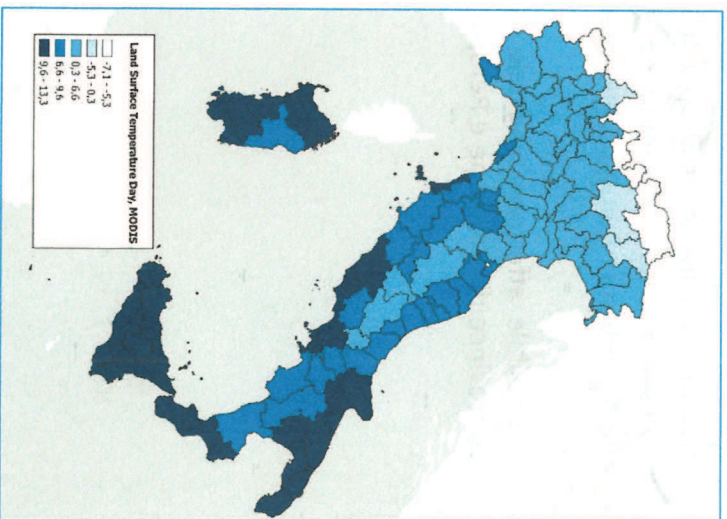 Land Surface Temperature Day, MODIS
-7,1 - -5,3
-5,3 - 0,3
0,3 - 6,6
6,6 - 9,6
9,6 - 13,3